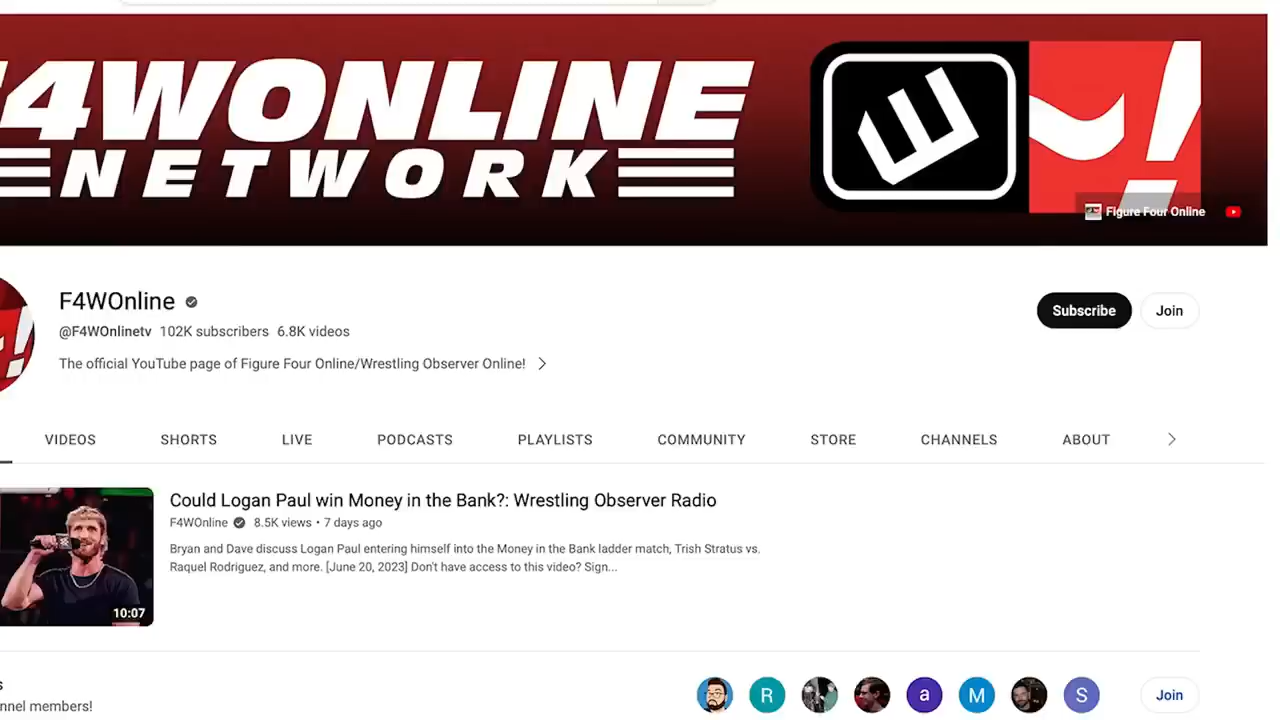 F4WONLINE
NETWORK
Figure Four Online
F4WOnline
@F4WOnlinetv 102K subscribers 6.8K videos
Subscribe
Join
The official YouTube page of Figure Four Online/Wrestling Observer Online!
VIDEOS SHORTS LIVE PODCASTS PLAYLISTS COMMUNITY STORE CHANNELS ABOUT
Could Logan Paul win Money in the Bank?: Wrestling Observer Radio
F4WOnline 8.5K views • 7 days ago
Bryan and Dave discuss Logan Paul entering himself into the Money in the Bank ladder match, Trish Stratus vs.
Raquel Rodriguez, and more. [June 20, 2023] Don't have access to this video? Sign...
10:07
R a M S
Join
nnel members!